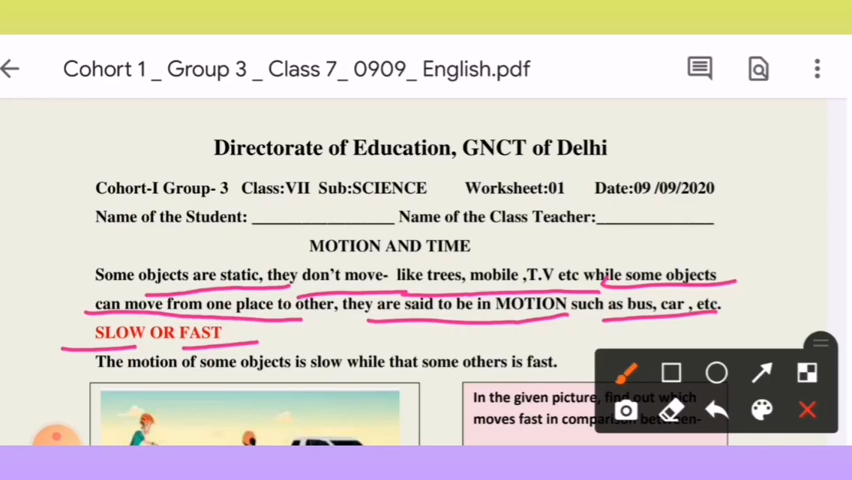 Cohort 1 _ Group 3 _ Class 7_ 0909_ English.pdf
Directorate of Education, GNCT of Delhi
Cohort-I Group- 3 Class:VII Sub:SCIENCE Worksheet:01 Date:09 /09/2020
Name of the Student: _________________ Name of the Class Teacher:______________
MOTION AND TIME
Some objects are static, they don't move- like trees, mobile ,T.V etc while some objects
can move from one place to other, they are said to be in MOTION such as bus, car , etc.
SLOW OR FAST
The motion of some objects is slow while that some others is fast.
In the given picture, find out which
moves fast in comparison between-